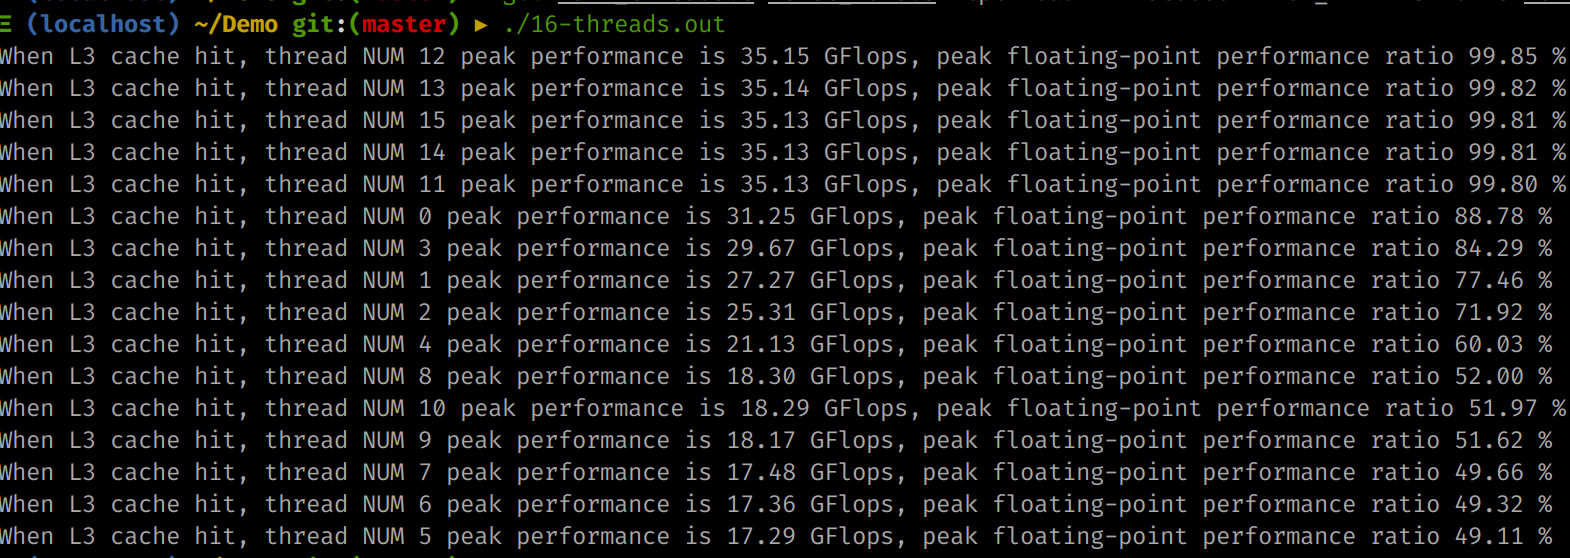 Ξ (localhost) ~/Demo git:(master) ▸ ./16-threads.out
When L3 cache hit, thread NUM 12 peak performance is 35.15 GFlops, peak floating-point performance ratio 99.85 %
When L3 cache hit, thread NUM 13 peak performance is 35.14 GFlops, peak floating-point performance ratio 99.82 %
When L3 cache hit, thread NUM 15 peak performance is 35.13 GFlops, peak floating-point performance ratio 99.81 %
When L3 cache hit, thread NUM 14 peak performance is 35.13 GFlops, peak floating-point performance ratio 99.81 %
When L3 cache hit, thread NUM 11 peak performance is 35.13 GFlops, peak floating-point performance ratio 99.80 %
When L3 cache hit, thread NUM 0 peak performance is 31.25 GFlops, peak floating-point performance ratio 88.78 %
When L3 cache hit, thread NUM 3 peak performance is 29.67 GFlops, peak floating-point performance ratio 84.29 %
When L3 cache hit, thread NUM 1 peak performance is 27.27 GFlops, peak floating-point performance ratio 77.46 %
When L3 cache hit, thread NUM 2 peak performance is 25.31 GFlops, peak floating-point performance ratio 71.92 %
When L3 cache hit, thread NUM 4 peak performance is 21.13 GFlops, peak floating-point performance ratio 60.03 %
When L3 cache hit, thread NUM 8 peak performance is 18.30 GFlops, peak floating-point performance ratio 52.00 %
When L3 cache hit, thread NUM 10 peak performance is 18.29 GFlops, peak floating-point performance ratio 51.97 %
When L3 cache hit, thread NUM 9 peak performance is 18.17 GFlops, peak floating-point performance ratio 51.62 %
When L3 cache hit, thread NUM 7 peak performance is 17.48 GFlops, peak floating-point performance ratio 49.66 %
When L3 cache hit, thread NUM 6 peak performance is 17.36 GFlops, peak floating-point performance ratio 49.32 %
When L3 cache hit, thread NUM 5 peak performance is 17.29 GFlops, peak floating-point performance ratio 49.11 %